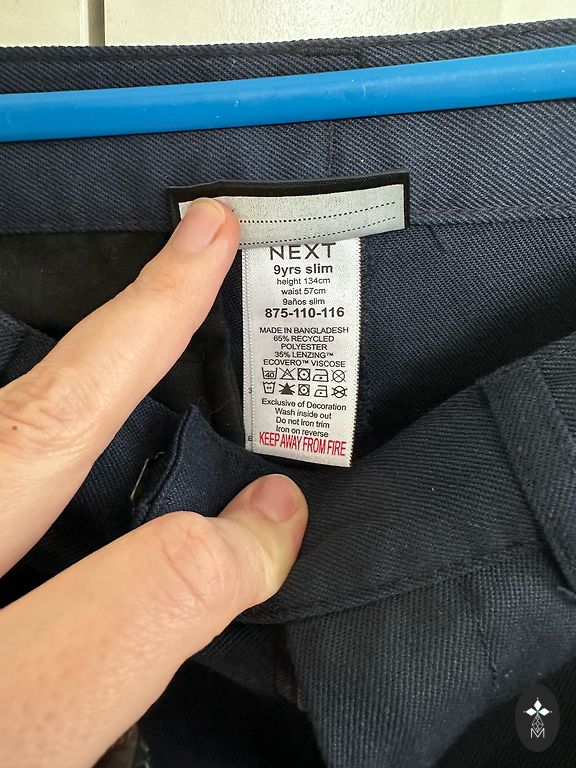 NEXT
9yrs slim
height 134cm
waist 57cm
9años slim
875-110-116
MADE IN BANGLADESH
65% RECYCLED
POLYESTER
35% LENZING™
ECOVERO™ VISCOSE
40
Exclusive of Decoration
Wash inside out
Do not iron trim
Iron on reverse
KEEP AWAY FROM FIRE
M